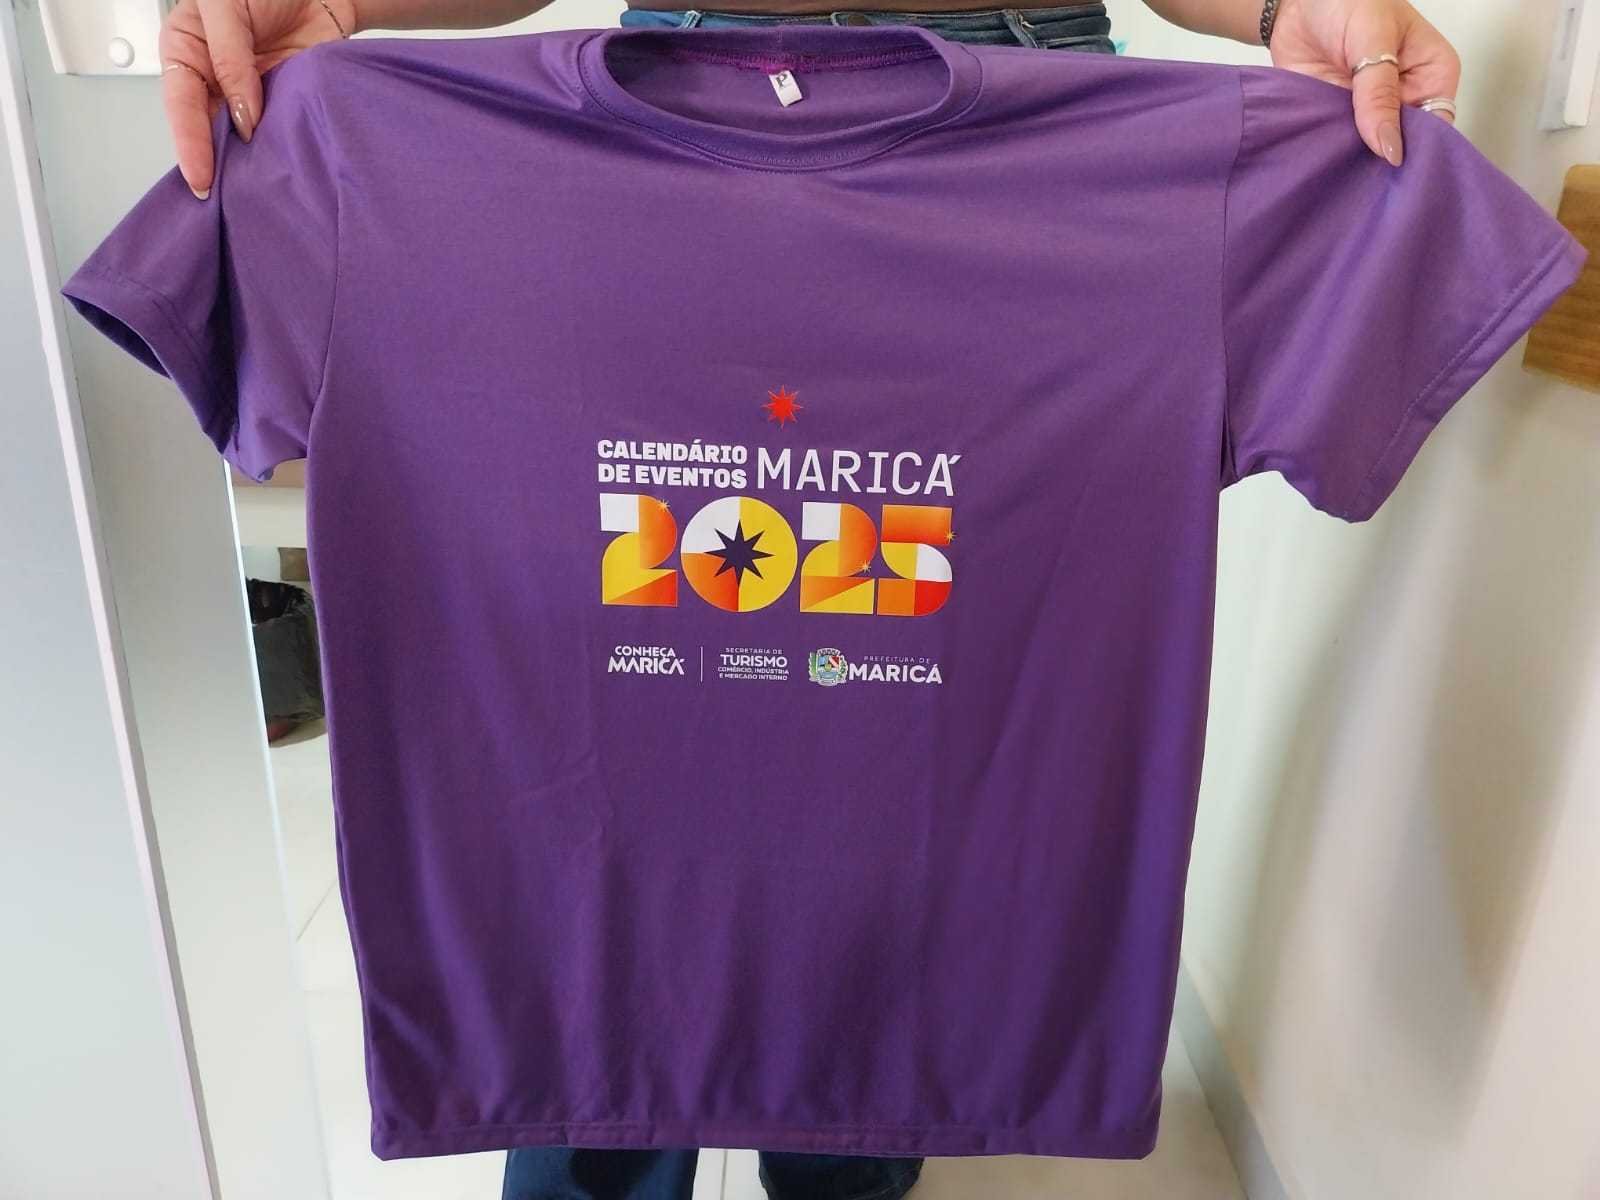 P
CALENDÁRIO
DE EVENTOS
MARICÁ
2025
CONHEÇA
MARICÁ
SECRETARIA DE
TURISMO
COMÉRCIO, INDÚSTRIA
E MERCADO INTERNO
PREFEITURA DE
MARICÁ